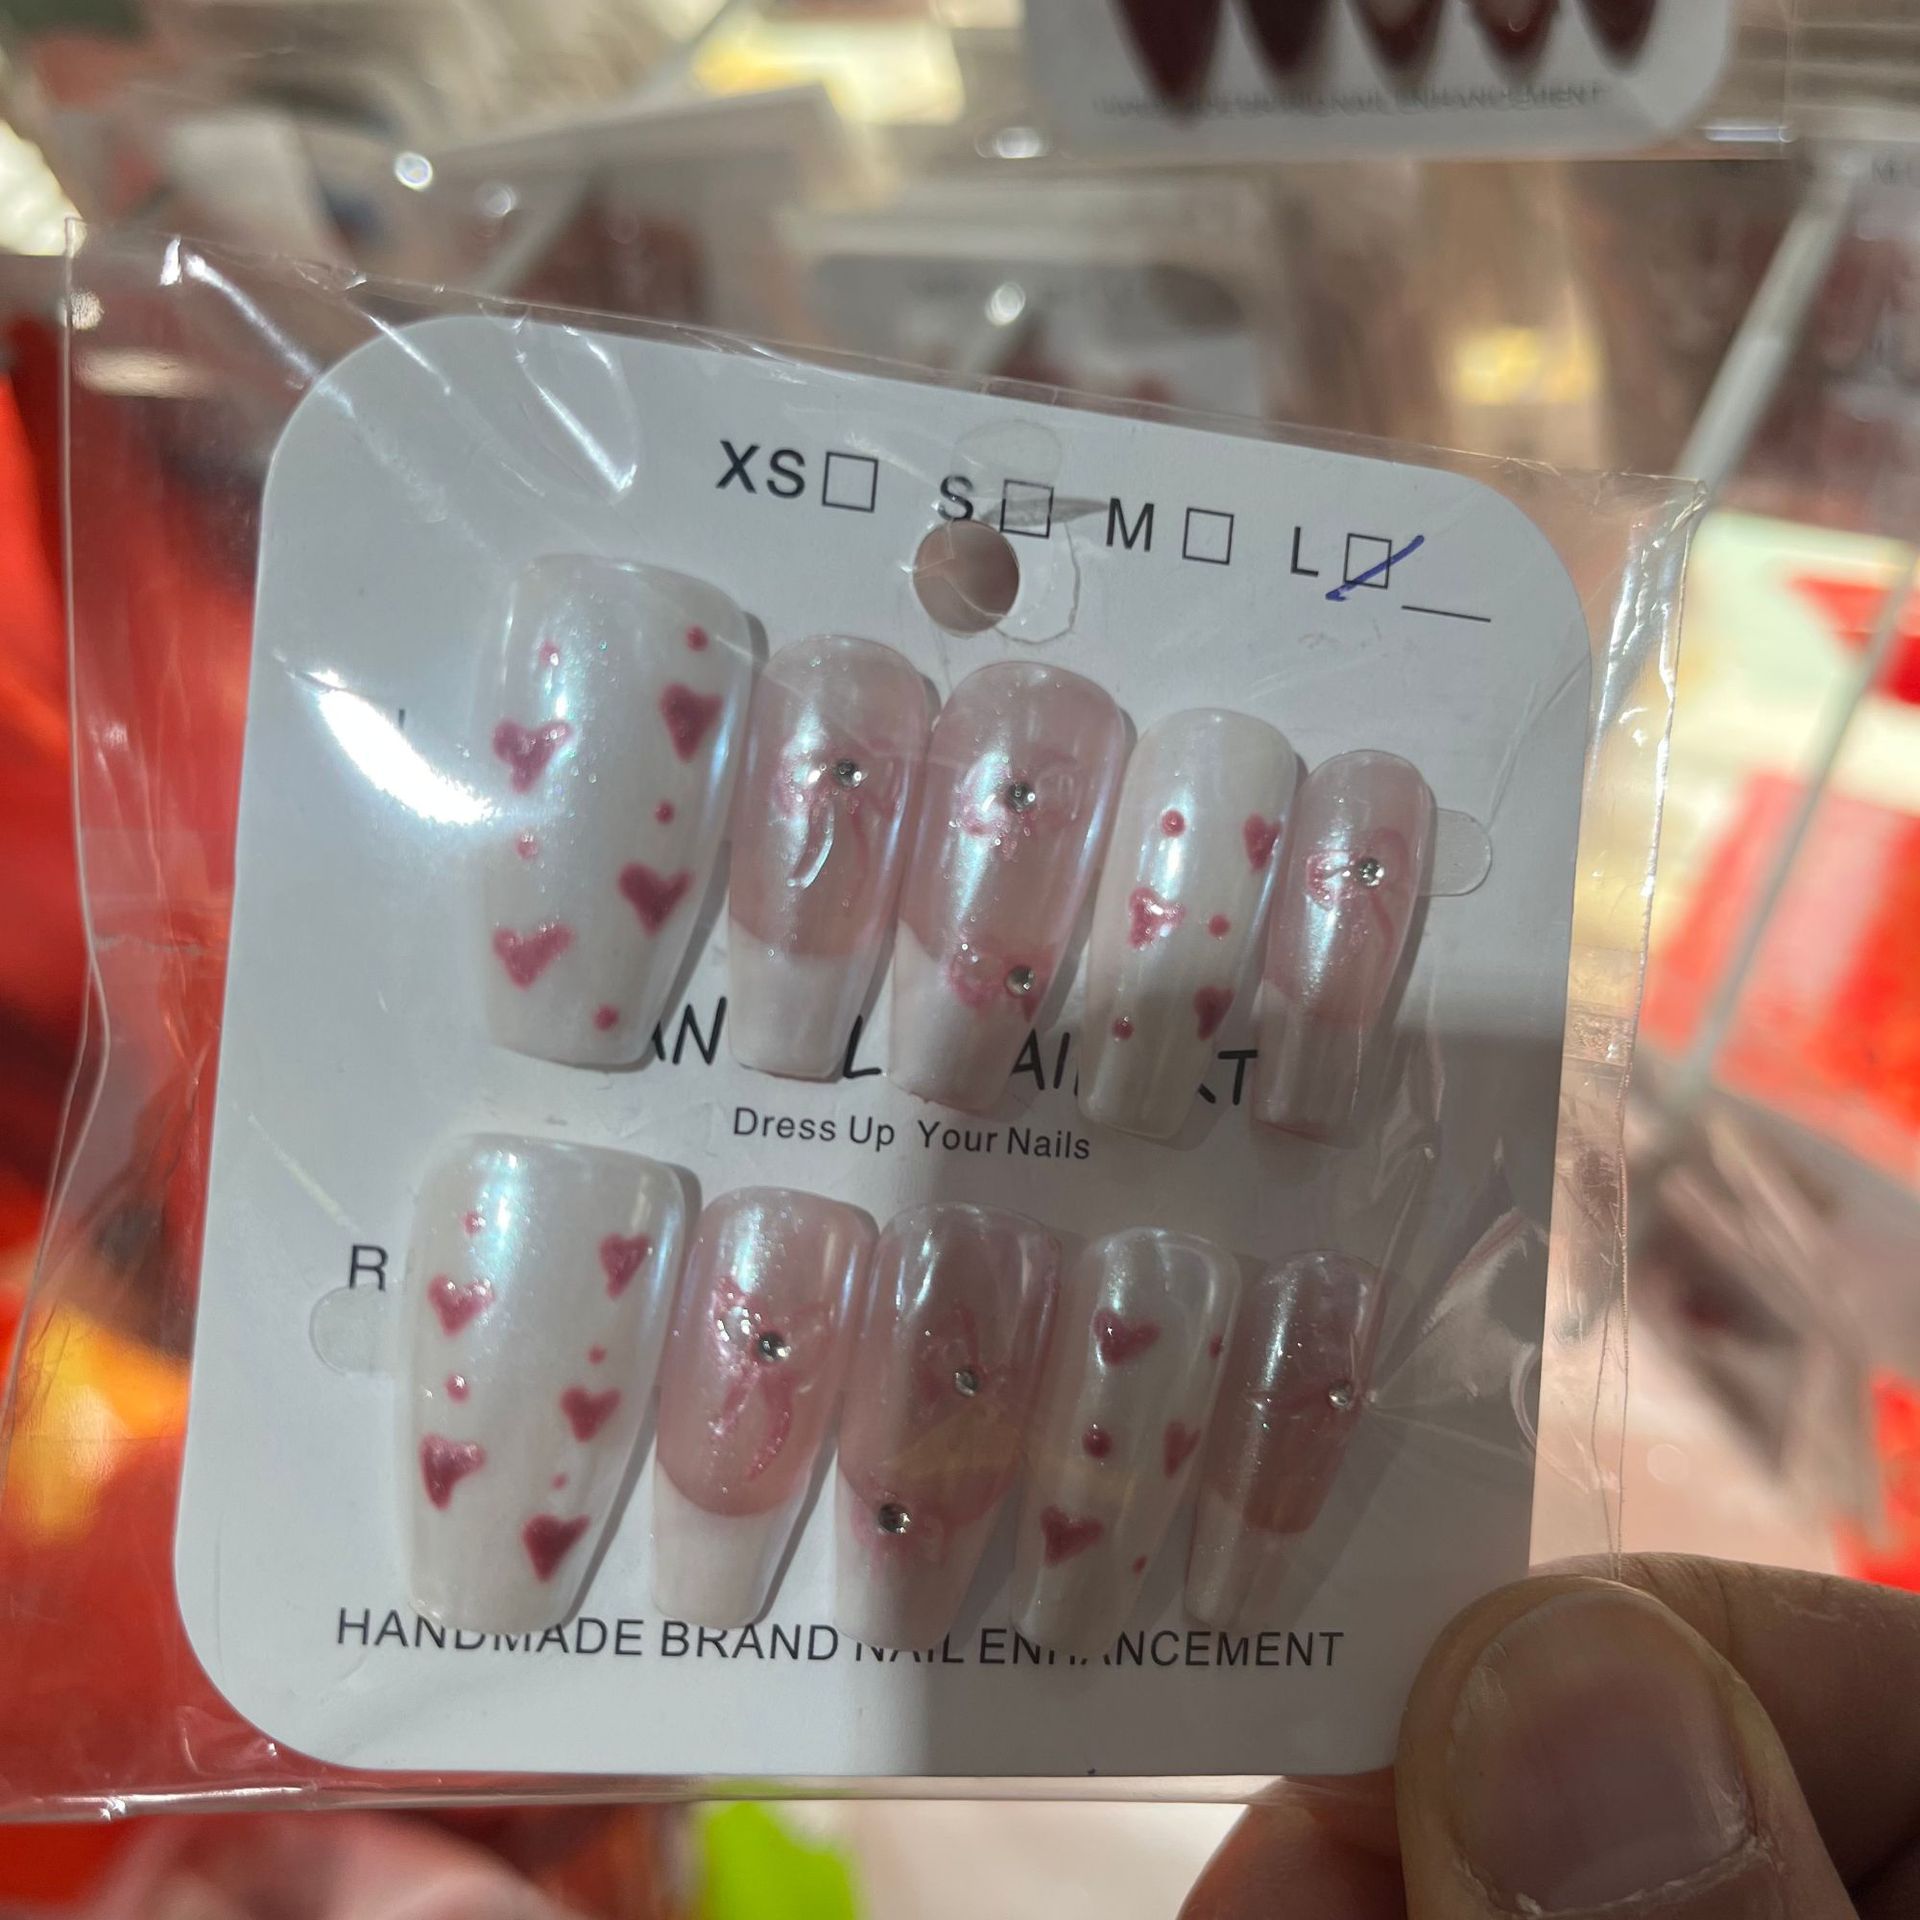 XS□ S□ M□ L□
Dress Up Your Nails
R
HANDMADE BRAND NAIL ENHANCEMENT